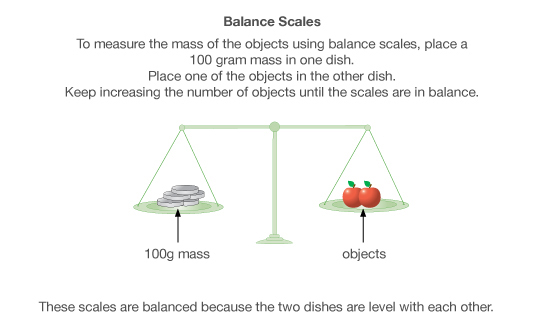 Balance Scales
To measure the mass of the objects using balance scales, place a
100 gram mass in one dish.
Place one of the objects in the other dish.
Keep increasing the number of objects until the scales are in balance.
100g mass
objects
These scales are balanced because the two dishes are level with each other.